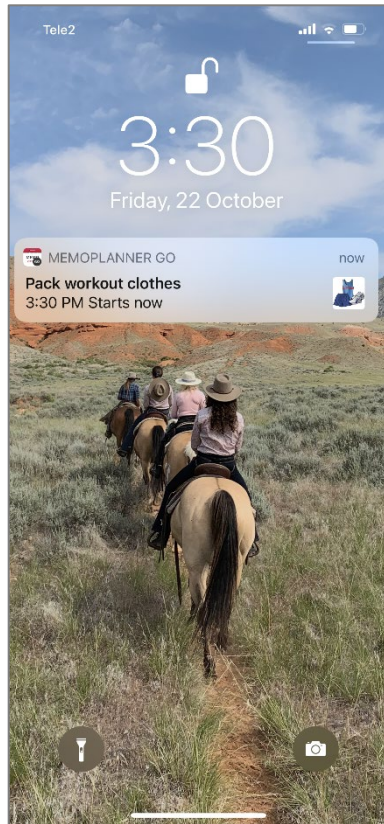 Tele2
3:30
Friday, 22 October
MEMOPLANNER GO
now
Pack workout clothes
3:30 PM Starts now